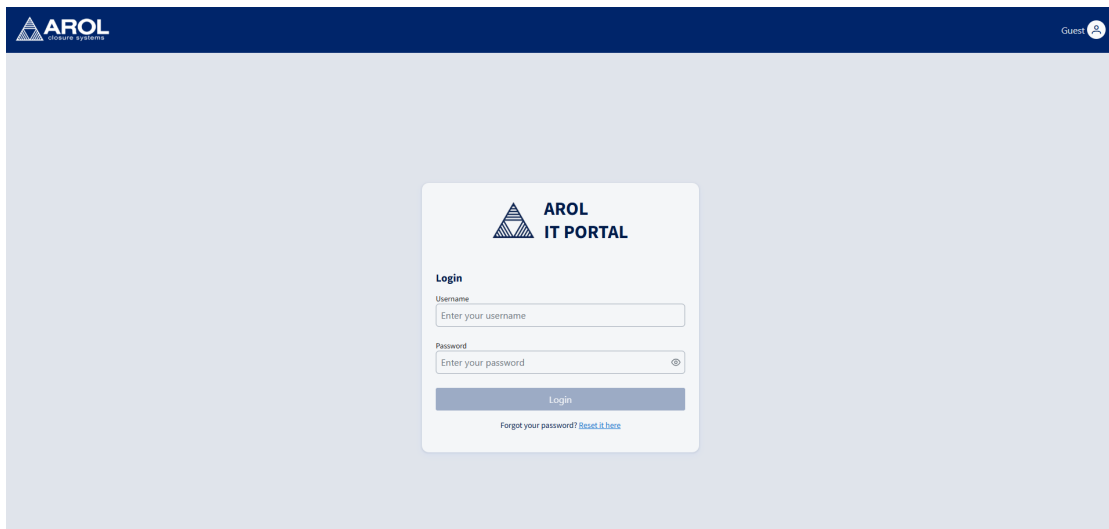 AROL
closure systems
Guest
AROL
IT PORTAL
Login
Username
Enter your username
Password
Enter your password
Login
Forgot your password? Reset it here